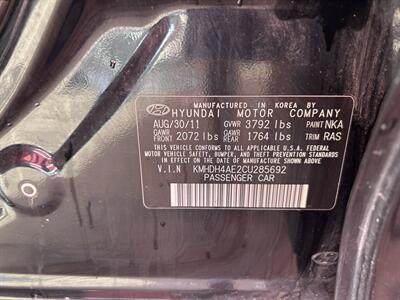 MANUFACTURED IN KOREA BY
HYUNDAI MOTOR COMPANY
AUG/30/11 GVWR 3792 lbs PAINT NKA
GAWR FRONT 2072 lbs GAWR REAR 1764 lbs TRIM RAS
THIS VEHICLE CONFORMS TO ALL APPLICABLE U.S. FEDERAL
MOTOR VEHICLE SAFETY, BUMPER, AND THEFT PREVENTION STANDARDS
IN EFFECT ON THE DATE OF MANUFACTURE SHOWN ABOVE.
V.I.N KMHDH4AE2CU285692
PASSENGER CAR